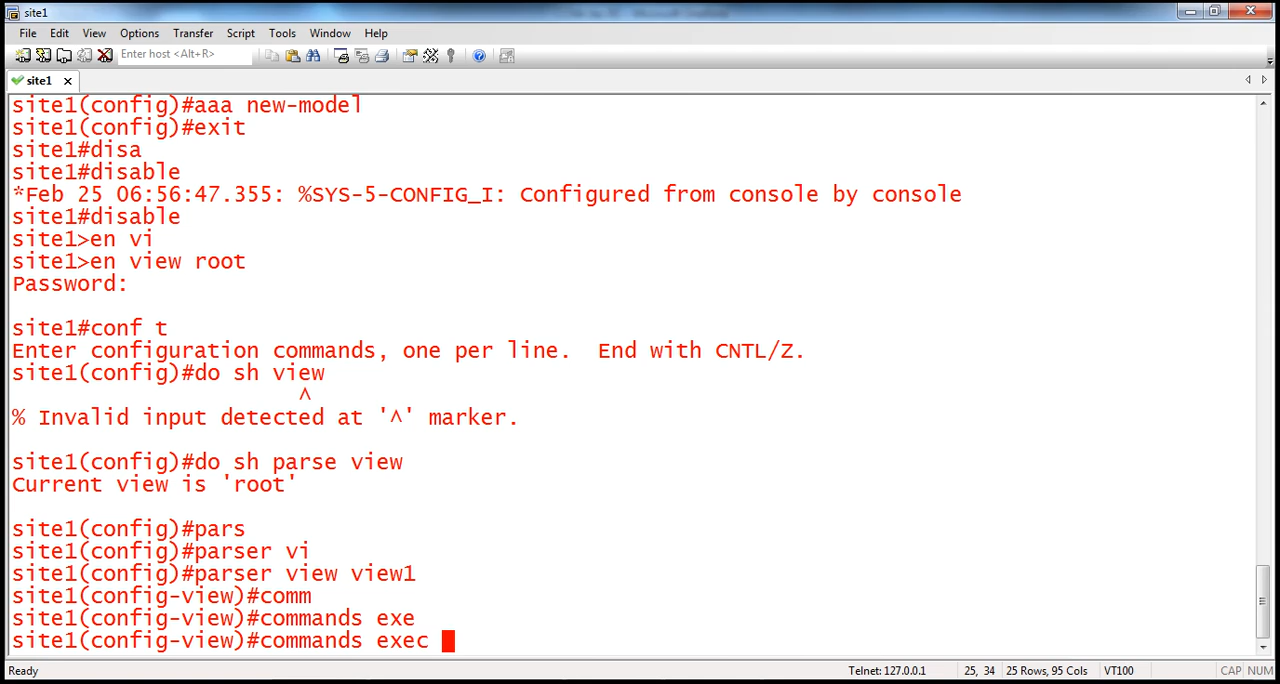 site1
File Edit View Options Transfer Script Tools Window Help
Enter host <Alt+R>
site1
site1(config)#aaa new-model
site1(config)#exit
site1#disa
site1#disable
*Feb 25 06:56:47.355: %SYS-5-CONFIG_I: Configured from console by console
site1#disable
site1>en vi
site1>en view root
Password:
site1#conf t
Enter configuration commands, one per line.  End with CNTL/Z.
site1(config)#do sh view
^
% Invalid input detected at '^' marker.
site1(config)#do sh parse view
Current view is 'root'
site1(config)#pars
site1(config)#parser vi
site1(config)#parser view view1
site1(config-view)#comm
site1(config-view)#commands exe
site1(config-view)#commands exec
Ready Telnet: 127.0.0.1 25, 34 25 Rows, 95 Cols VT100 CAP NUM